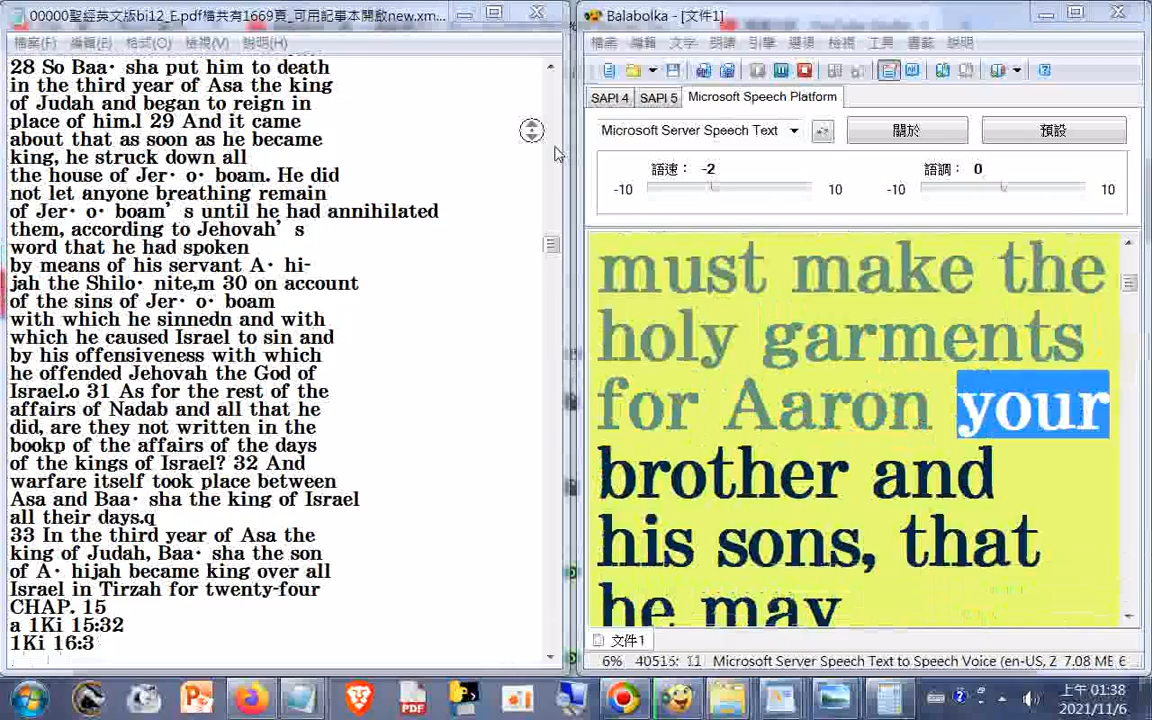 00000聖經英文版bi12_E.pdf檔共有1669頁_可用記事本開啟new.xm...
檔案(F) 編輯(E) 格式(O) 檢視(V) 說明(H)
28 So Baa· sha put him to death
in the third year of Asa the king
of Judah and began to reign in
place of him.l 29 And it came
about that as soon as he became
king, he struck down all
the house of Jer· o· boam. He did
not let anyone breathing remain
of Jer· o· boam’ s until he had annihilated
them, according to Jehovah’ s
word that he had spoken
by means of his servant A· hi-
jah the Shilo· nite,m 30 on account
of the sins of Jer· o· boam
with which he sinnedn and with
which he caused Israel to sin and
by his offensiveness with which
he offended Jehovah the God of
Israel.o 31 As for the rest of the
affairs of Nadab and all that he
did, are they not written in the
bookp of the affairs of the days
of the kings of Israel? 32 And
warfare itself took place between
Asa and Baa· sha the king of Israel
all their days.q
33 In the third year of Asa the
king of Judah, Baa· sha the son
of A· hijah became king over all
Israel in Tirzah for twenty-four
CHAP. 15
a 1Ki 15:32
1Ki 16:3
Balabolka - [文件1]
檔案 編輯 文字 朗讀 引擎 選項 檢視 工具 書籤 說明
SAPI 4 SAPI 5 Microsoft Speech Platform
Microsoft Server Speech Text 關於 預設
語速： -2 語調： 0
-10 10 -10 10
must make the
holy garments
for Aaron your
brother and
his sons, that
he may
文件1
6% 40516: 11 Microsoft Server Speech Text to Speech Voice (en-US, Z 7.08 MB 6
上午 01:38
2021/11/6